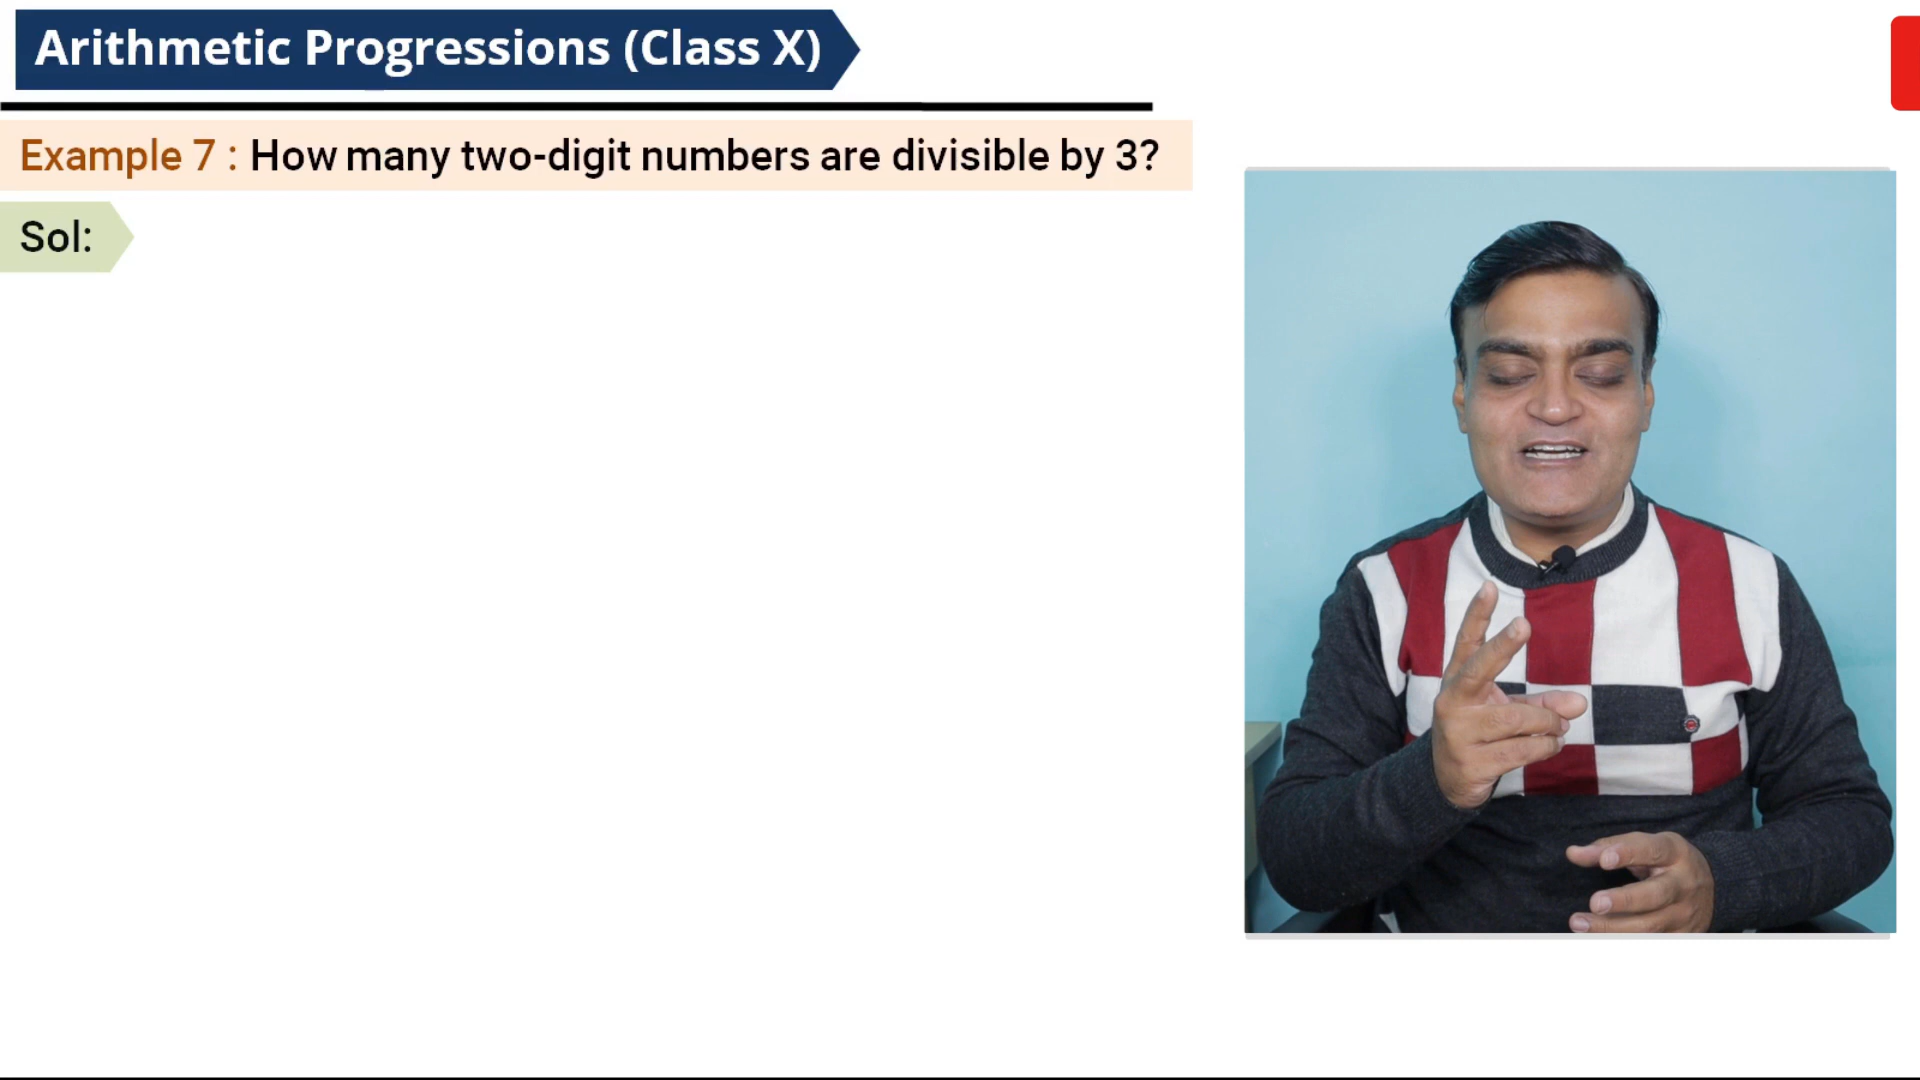 Arithmetic Progressions (Class X)
Example 7 : How many two-digit numbers are divisible by 3?
Sol: